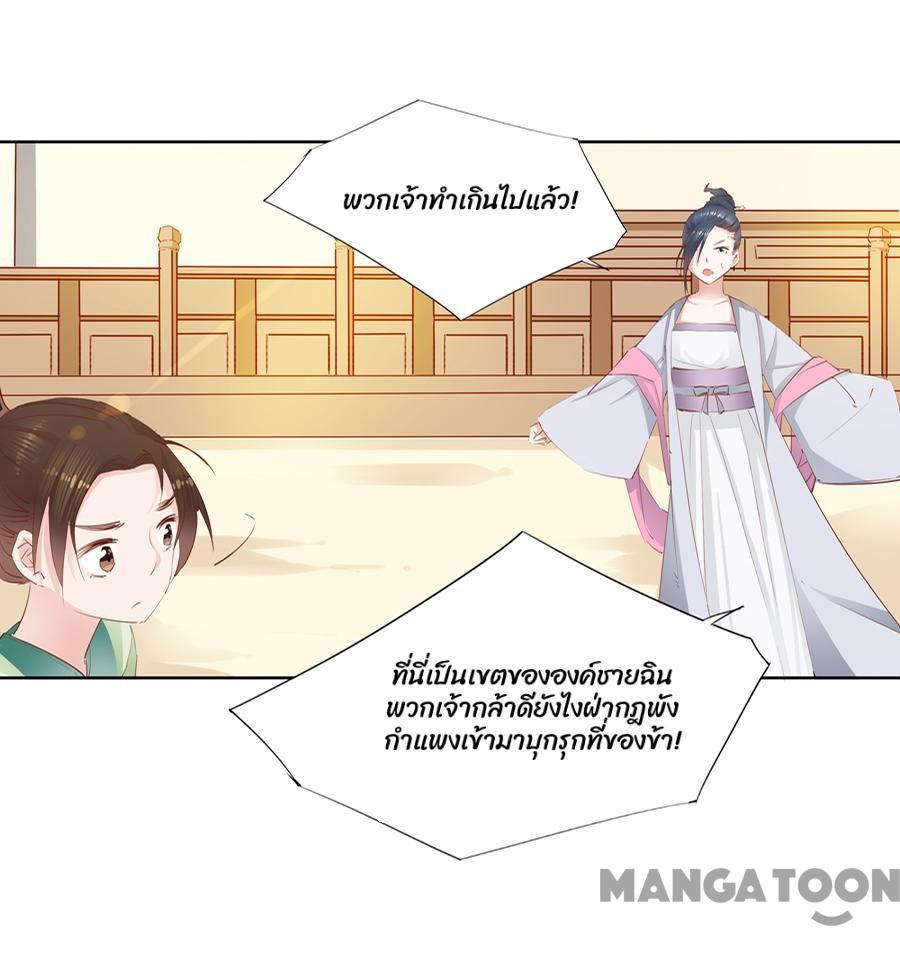 พวกเจ้าทำเกินไปแล้ว!
ที่นี่เป็นเขตขององค์ชายฉิน
พวกเจ้ากล้าดียังไงฝ่ากฎพัง
กำแพงเข้ามาบุกรุกที่ของข้า!
MANGATOON